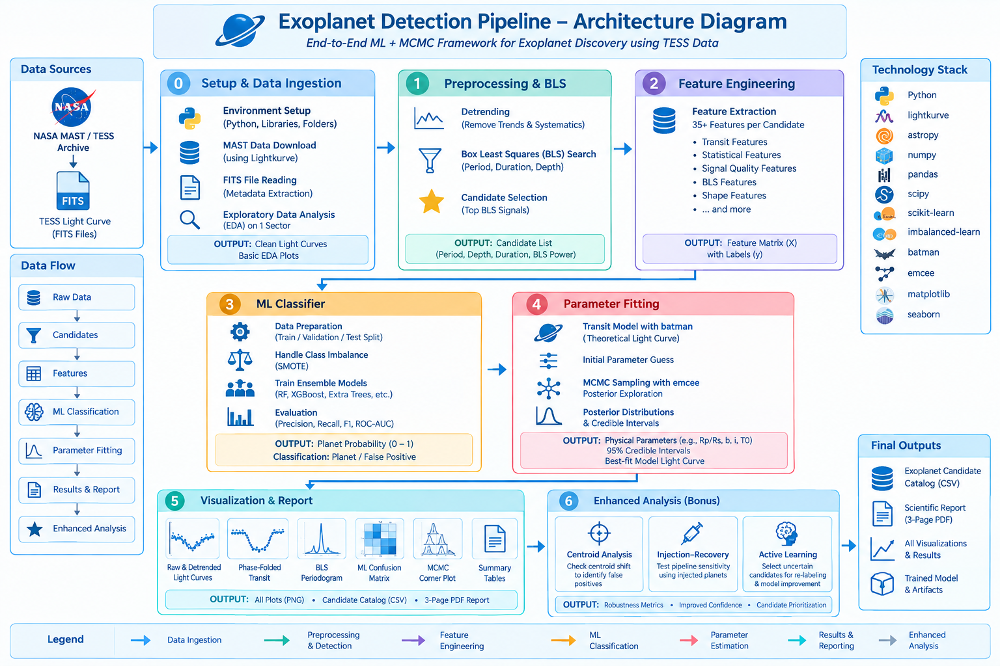 Exoplanet Detection Pipeline – Architecture Diagram
End-to-End ML + MCMC Framework for Exoplanet Discovery using TESS Data
Data Sources
NASA
NASA MAST / TESS
Archive
FITS
TESS Light Curve
(FITS Files)
0 Setup & Data Ingestion
Environment Setup
(Python, Libraries, Folders)
MAST Data Download
(using Lightkurve)
FITS File Reading
(Metadata Extraction)
Exploratory Data Analysis
(EDA) on 1 Sector
OUTPUT: Clean Light Curves
Basic EDA Plots
1 Preprocessing & BLS
Detrending
(Remove Trends & Systematics)
Box Least Squares (BLS) Search
(Period, Duration, Depth)
Candidate Selection
(Top BLS Signals)
OUTPUT: Candidate List
(Period, Depth, Duration, BLS Power)
2 Feature Engineering
Feature Extraction
35+ Features per Candidate
• Transit Features
• Statistical Features
• Signal Quality Features
• BLS Features
• Shape Features
• ... and more
OUTPUT: Feature Matrix (X)
with Labels (y)
Technology Stack
Python
lightkurve
astropy
numpy
pandas
scipy
scikit-learn
imbalanced-learn
batman
emcee
matplotlib
seaborn
Data Flow
Raw Data
Candidates
Features
ML Classification
Parameter Fitting
Results & Report
Enhanced Analysis
3 ML Classifier
Data Preparation
(Train / Validation / Test Split)
Handle Class Imbalance
(SMOTE)
Train Ensemble Models
(RF, XGBoost, Extra Trees, etc.)
Evaluation
(Precision, Recall, F1, ROC-AUC)
OUTPUT: Planet Probability (0 – 1)
Classification: Planet / False Positive
4 Parameter Fitting
Transit Model with batman
(Theoretical Light Curve)
Initial Parameter Guess
MCMC Sampling with emcee
Posterior Exploration
Posterior Distributions
& Credible Intervals
OUTPUT: Physical Parameters (e.g., Rp/Rs, b, i, T0)
95% Credible Intervals
Best-fit Model Light Curve
5 Visualization & Report
Raw & Detrended
Light Curves
Phase-Folded
Transit
BLS
Periodogram
ML Confusion
Matrix
MCMC
Corner Plot
Summary
Tables
OUTPUT: All Plots (PNG) • Candidate Catalog (CSV) • 3-Page PDF Report
6 Enhanced Analysis (Bonus)
Centroid Analysis
Check centroid shift
to identify false
positives
Injection–Recovery
Test pipeline sensitivity
using injected planets
Active Learning
Select uncertain
candidates for re-labeling
& model improvement
OUTPUT: Robustness Metrics • Improved Confidence • Candidate Prioritization
Final Outputs
Exoplanet Candidate
Catalog (CSV)
Scientific Report
(3-Page PDF)
All Visualizations
& Results
Trained Model
& Artifacts
Legend
Data Ingestion
Preprocessing
& Detection
Feature
Engineering
ML
Classification
Parameter
Estimation
Results &
Reporting
Enhanced
Analysis